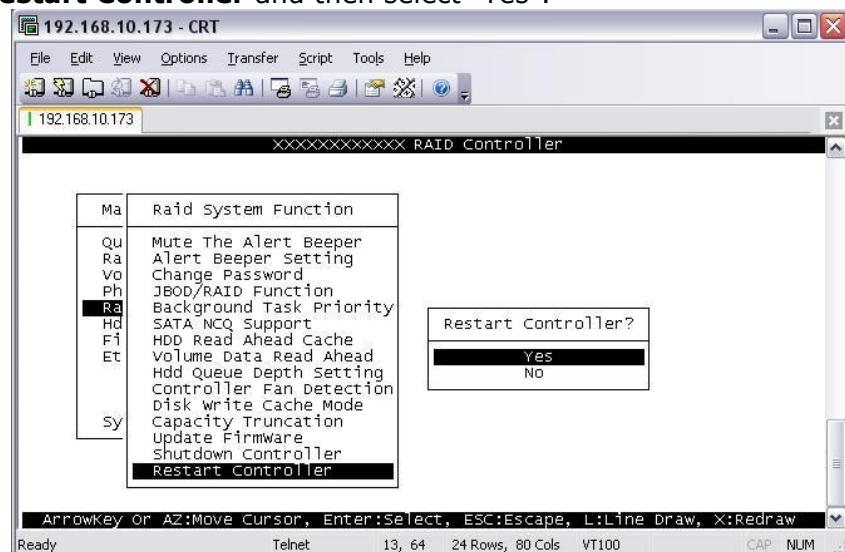 estart Controller and then select "Yes".
192.168.10.173 - CRT
File Edit View Options Transfer Script Tools Help
192.168.10.173
XXXXXXXXXXXX RAID Controller
Ma
Raid System Function
Qu
Mute The Alert Beeper
Ra
Alert Beeper Setting
Vo
Change Password
Ph
JBOD/RAID Function
Ra
Background Task Priority
Hd
SATA NCQ Support
Fi
HDD Read Ahead Cache
Et
Volume Data Read Ahead
Hdd Queue Depth Setting
Controller Fan Detection
Disk Write Cache Mode
Sy
Capacity Truncation
Update FirmWare
Shutdown Controller
Restart Controller
Restart Controller?
Yes
No
ArrowKey Or AZ:Move Cursor, Enter:Select, ESC:Escape, L:Line Draw, X:Redraw
Ready Telnet 13, 64 24 Rows, 80 Cols VT100 CAP NUM